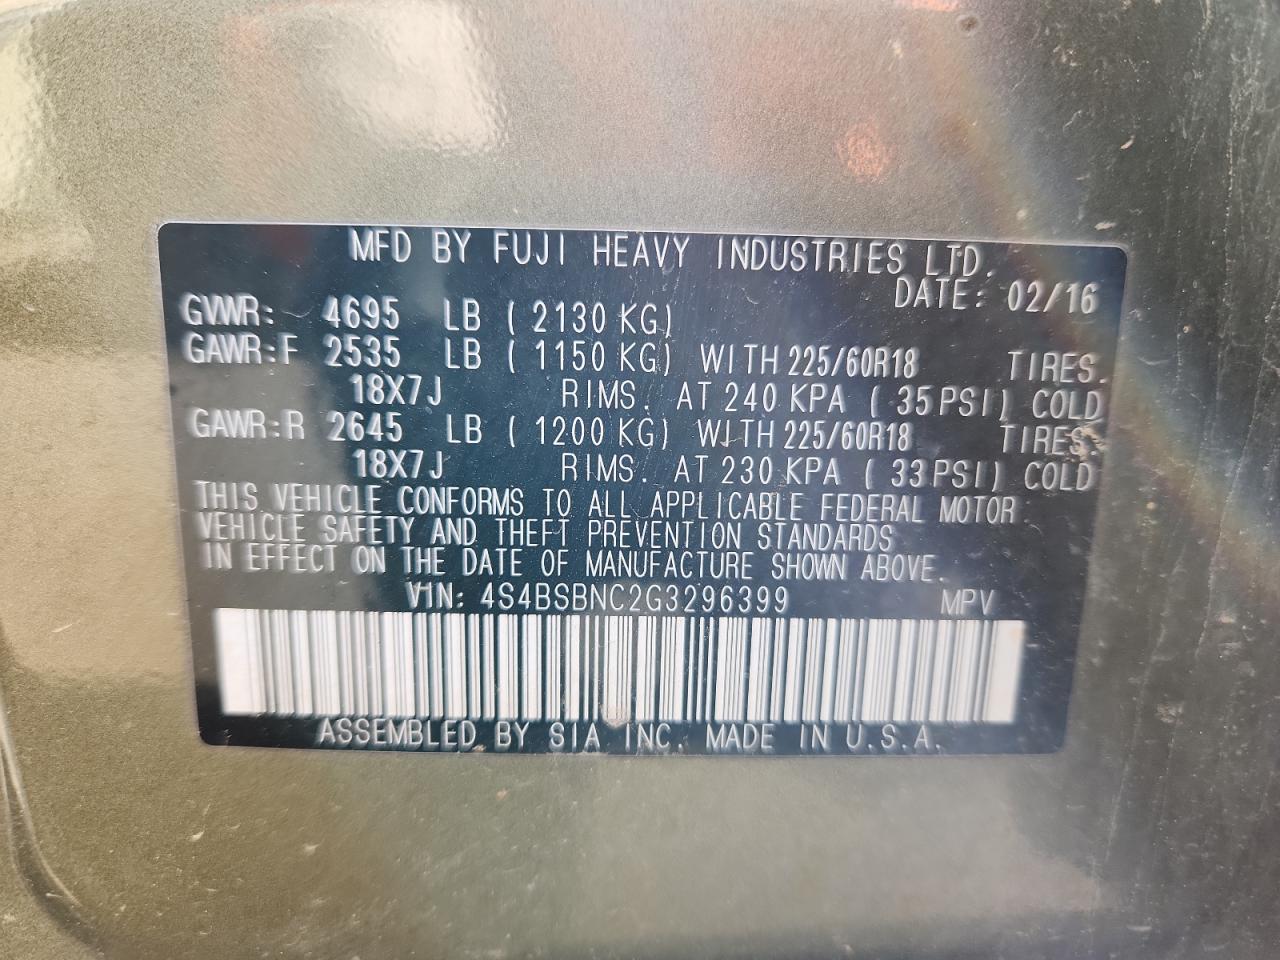 MFD BY FUJI HEAVY INDUSTRIES LTD.
DATE: 02/16
GVWR: 4695 LB ( 2130 KG)
GAWR:F 2535 LB ( 1150 KG) WITH 225/60R18 TIRES.
18X7J RIMS. AT 240 KPA ( 35 PSI) COLD
GAWR:R 2645 LB ( 1200 KG) WITH 225/60R18 TIRES.
18X7J RIMS. AT 230 KPA ( 33 PSI) COLD
THIS VEHICLE CONFORMS TO ALL APPLICABLE FEDERAL MOTOR
VEHICLE SAFETY AND THEFT PREVENTION STANDARDS
IN EFFECT ON THE DATE OF MANUFACTURE SHOWN ABOVE.
VIN: 4S4BSBNC2G3296399 MPV
ASSEMBLED BY SIA INC. MADE IN U.S.A.